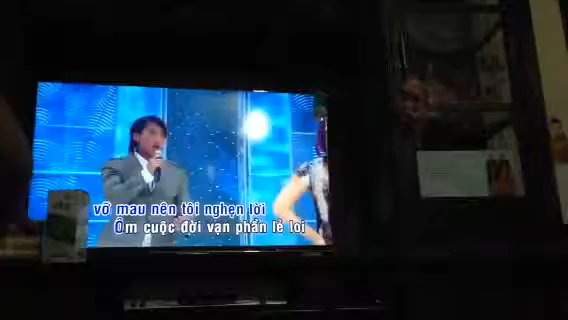 vỡ mau nên tôi nghẹn lời
Ôm cuộc đời vạn phần lẻ loi